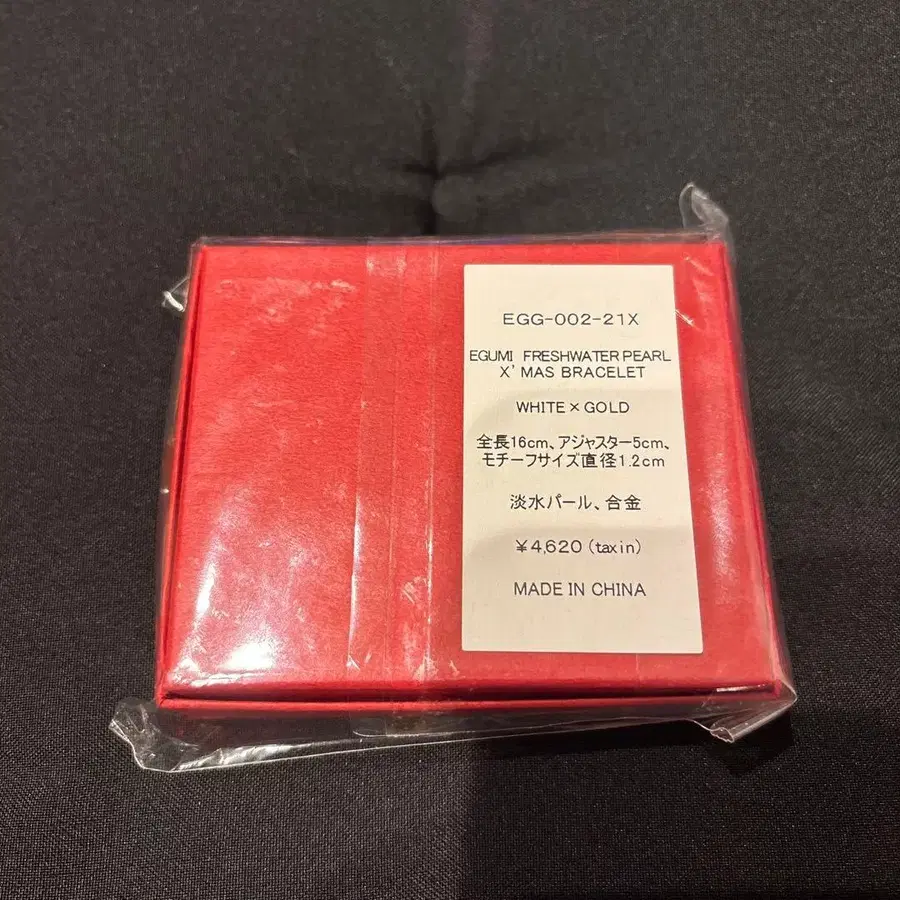 EGG-002-21X
EGUMI FRESHWATER PEARL
X' MAS BRACELET
WHITE×GOLD
全長16cm、アジャスター5cm、
モチーフサイズ直径1.2cm
淡水パール、合金
¥4,620 (taxin)
MADE IN CHINA